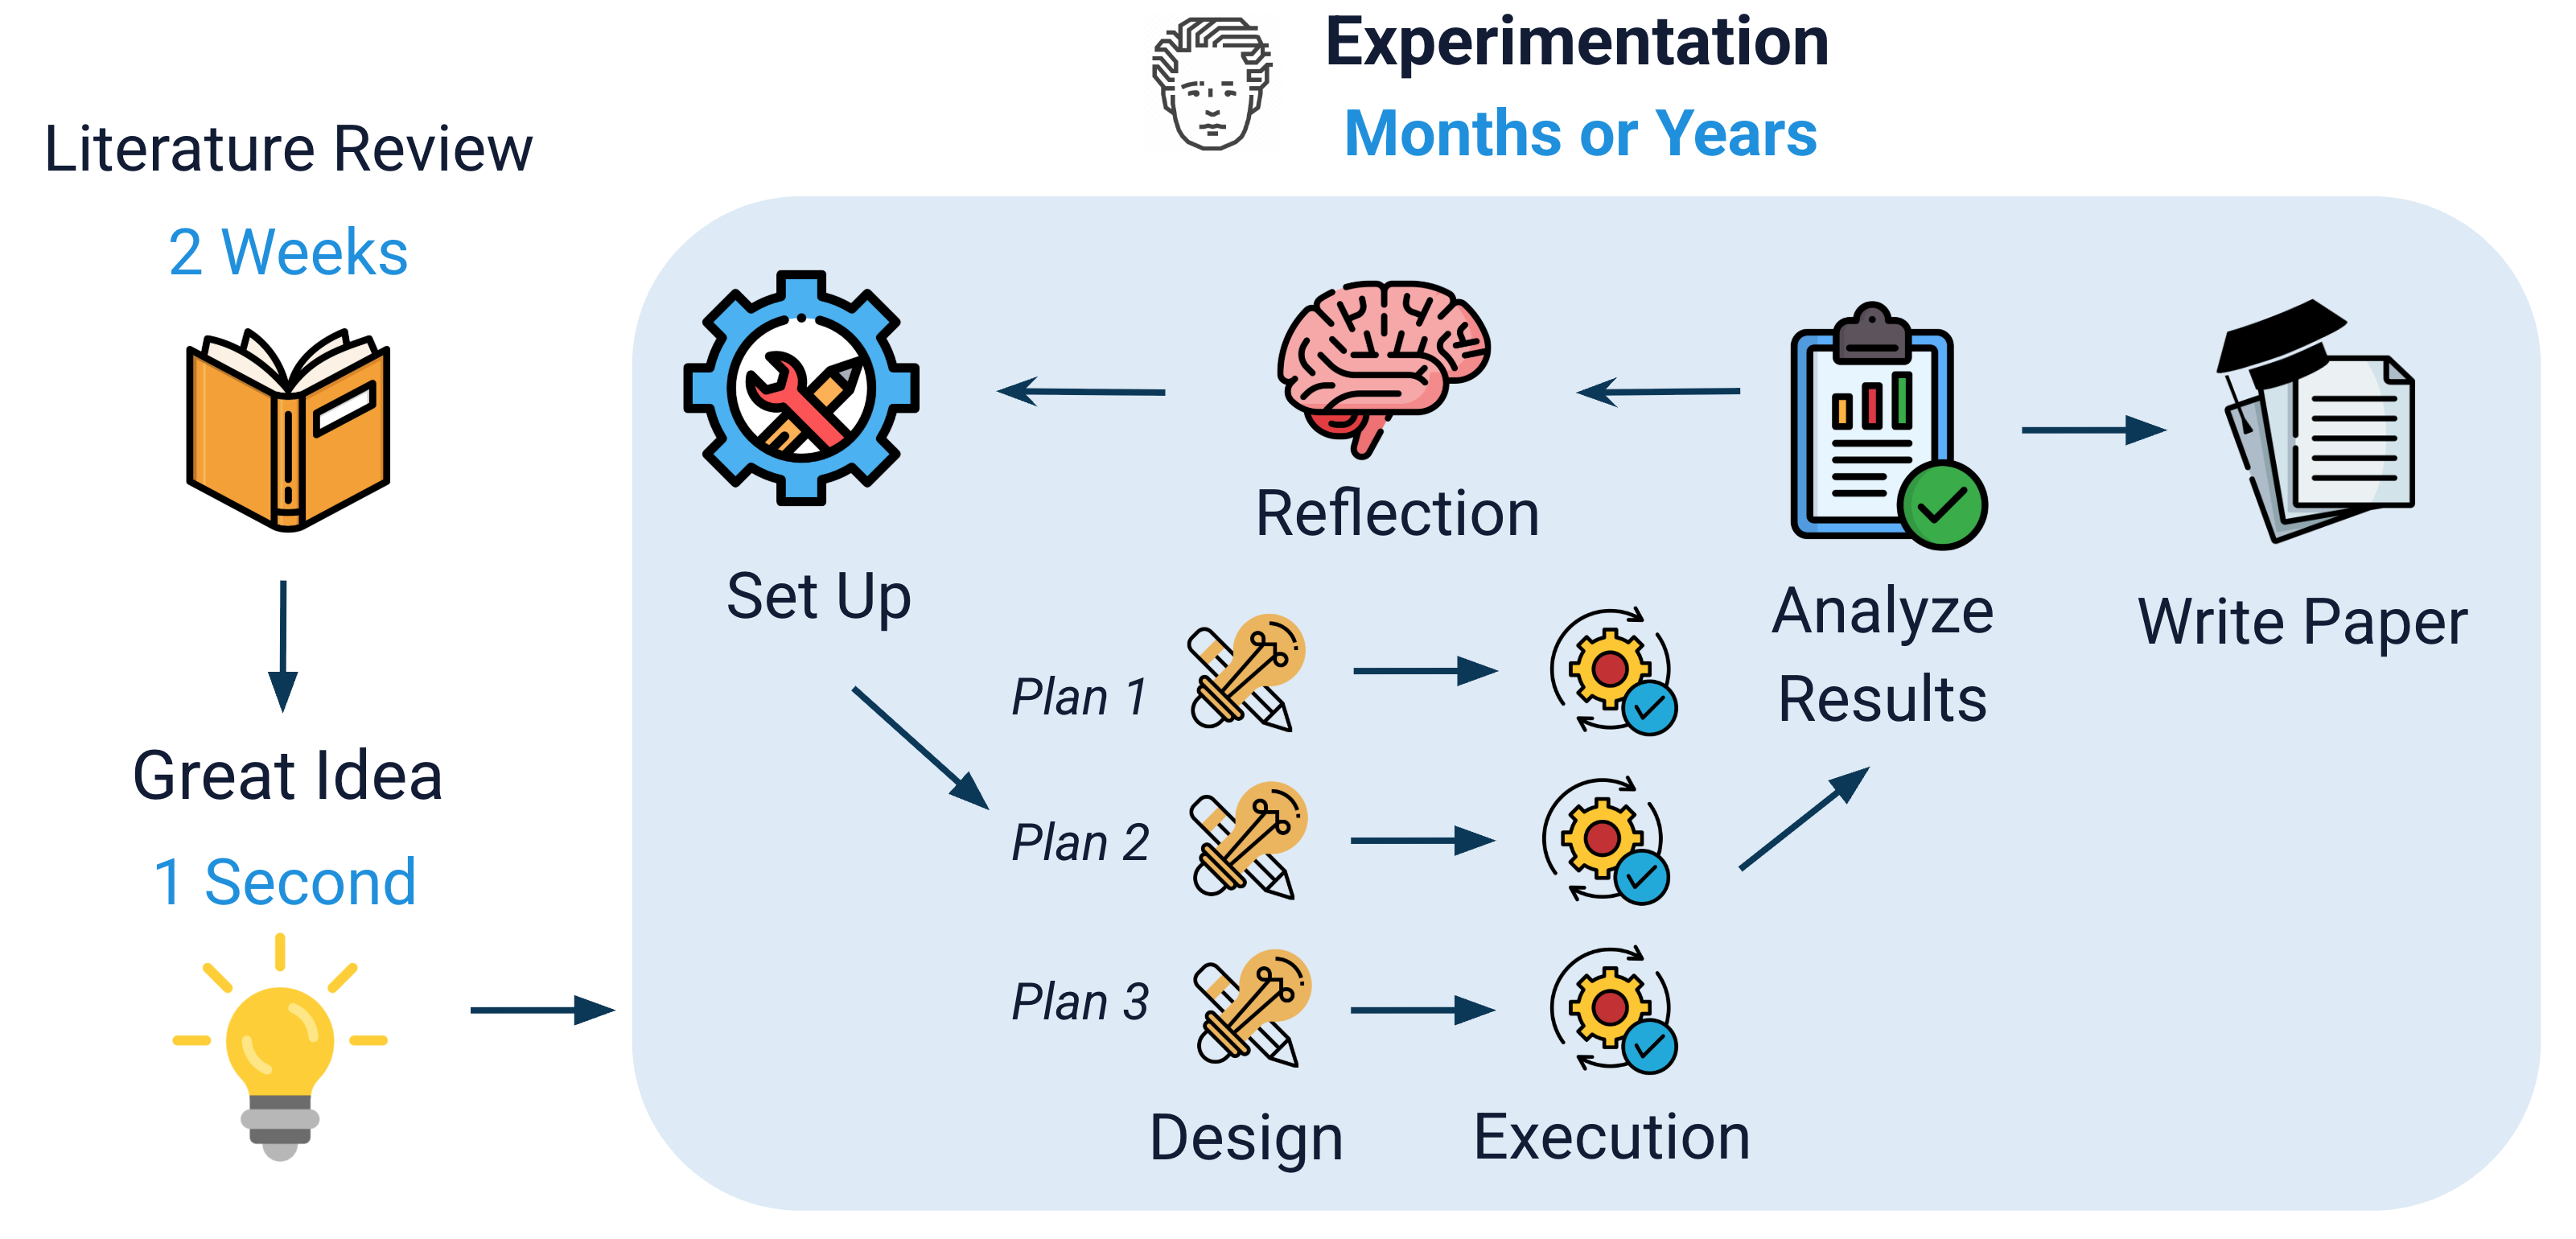 Experimentation
Months or Years
Literature Review
2 Weeks
Great Idea
1 Second
Set Up
Reflection
Analyze
Results
Write Paper
Plan 1
Plan 2
Plan 3
Design
Execution